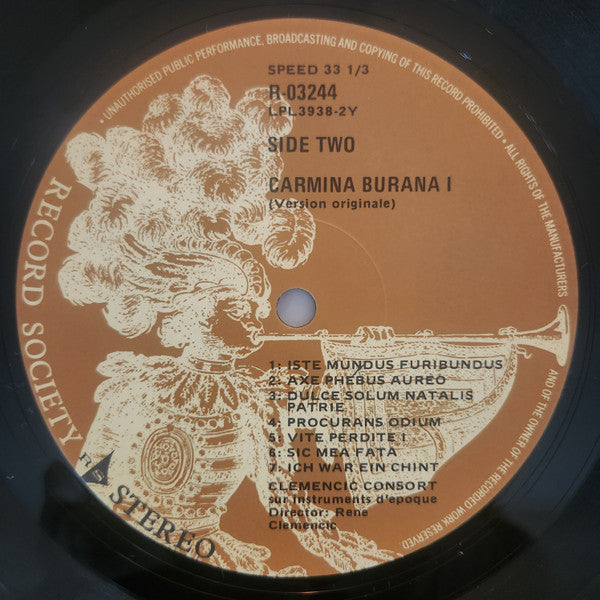 • UNAUTHORISED PUBLIC PERFORMANCE, BROADCASTING AND COPYING OF THIS RECORD PROHIBITED • ALL RIGHTS OF THE MANUFACTURERS AND OF THE OWNER OF THE RECORDED WORK RESERVED
SPEED 33 1/3
R-03244
LPL3938-2Y
SIDE TWO
CARMINA BURANA I
(Version originale)
RECORD SOCIETY
RS
STEREO
1: ISTE MUNDUS FURIBUNDUS
2: AXE PHEBUS AUREO
3: DULCE SOLUM NATALIS
PATRIE
4: PROCURANS ODIUM
5: VITE PERDITE I
6: SIC MEA FATA
7: ICH WAR EIN CHINT
CLEMENCIC CONSORT
sur instruments d'epoque
Director: Rene
Clemencic